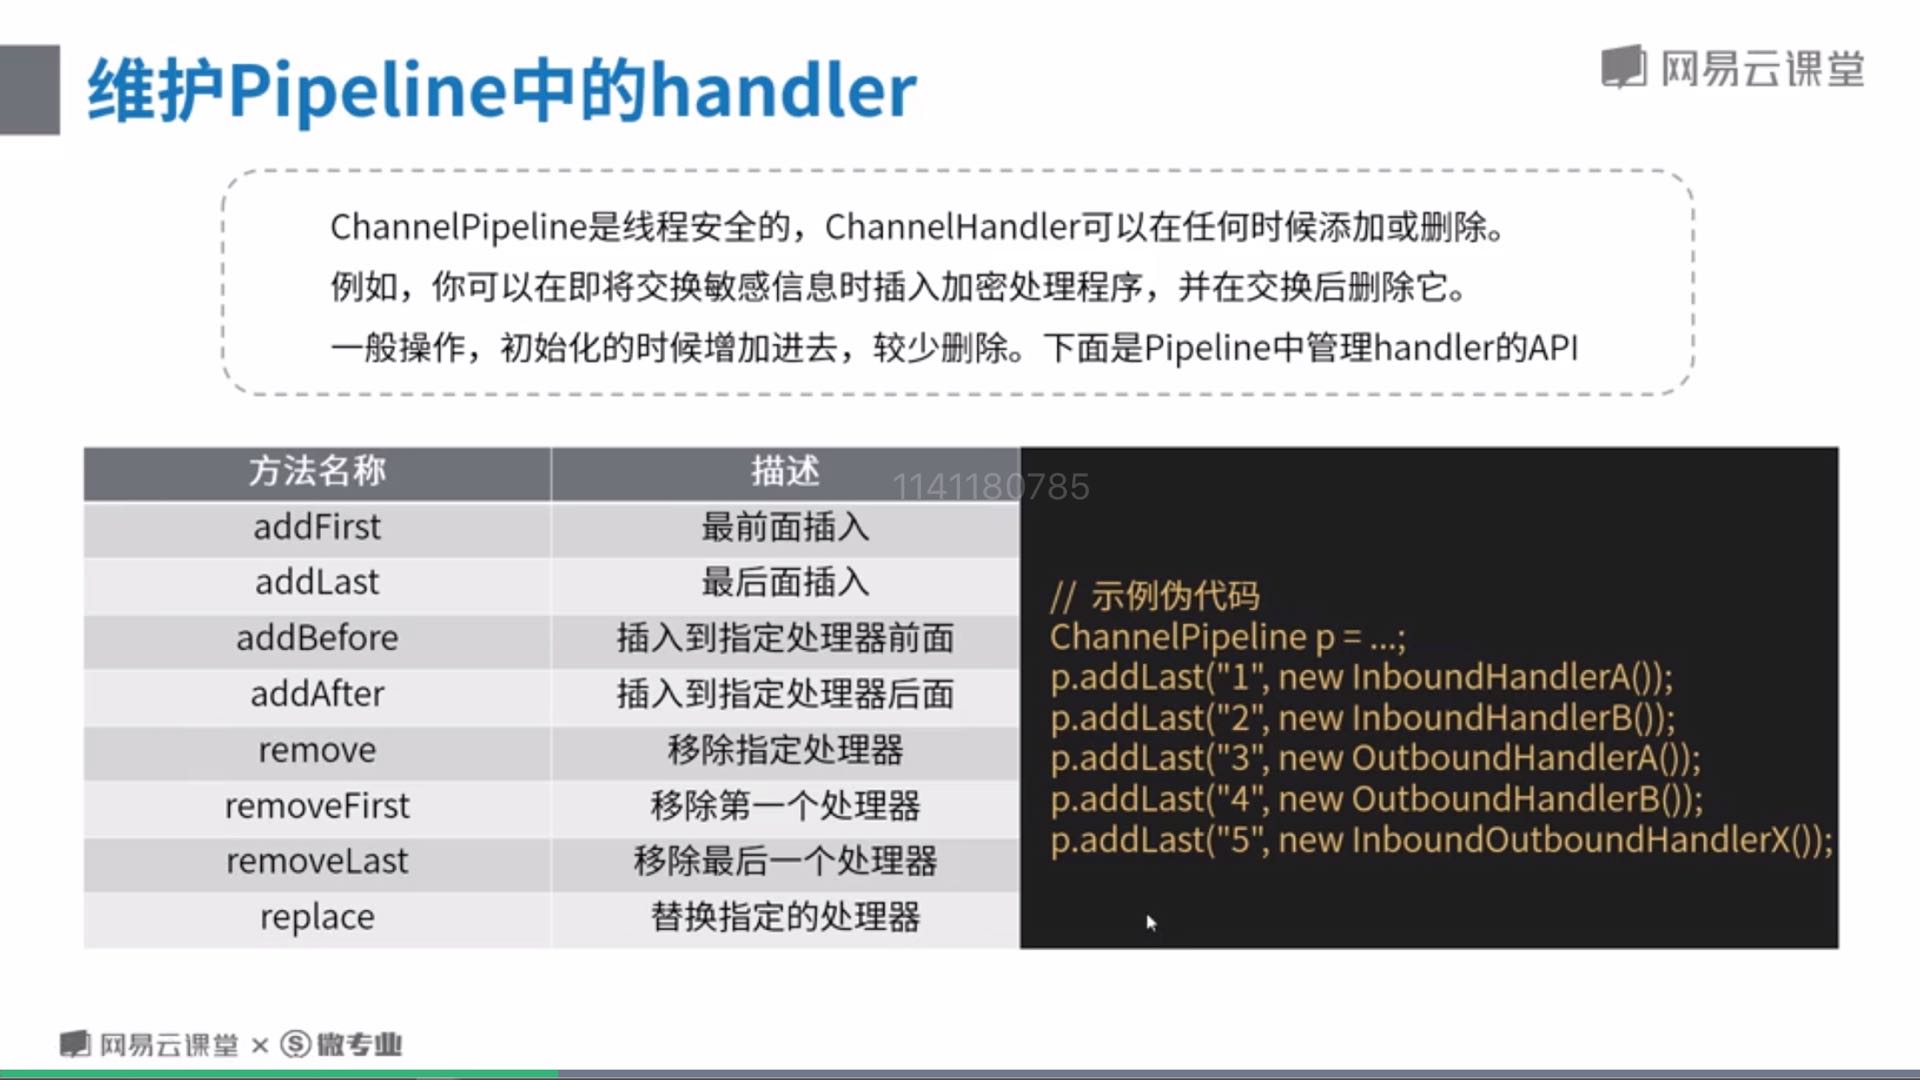 维护Pipeline中的handler
网易云课堂
ChannelPipeline是线程安全的，ChannelHandler可以在任何时候添加或删除。
例如，你可以在即将交换敏感信息时插入加密处理程序，并在交换后删除它。
一般操作，初始化的时候增加进去，较少删除。下面是Pipeline中管理handler的API
方法名称 描述
1141180785
addFirst 最前面插入
addLast 最后面插入
addBefore 插入到指定处理器前面
addAfter 插入到指定处理器后面
remove 移除指定处理器
removeFirst 移除第一个处理器
removeLast 移除最后一个处理器
replace 替换指定的处理器
// 示例伪代码
ChannelPipeline p = ...;
p.addLast("1", new InboundHandlerA());
p.addLast("2", new InboundHandlerB());
p.addLast("3", new OutboundHandlerA());
p.addLast("4", new OutboundHandlerB());
p.addLast("5", new InboundOutboundHandlerX());
网易云课堂 × S 微专业